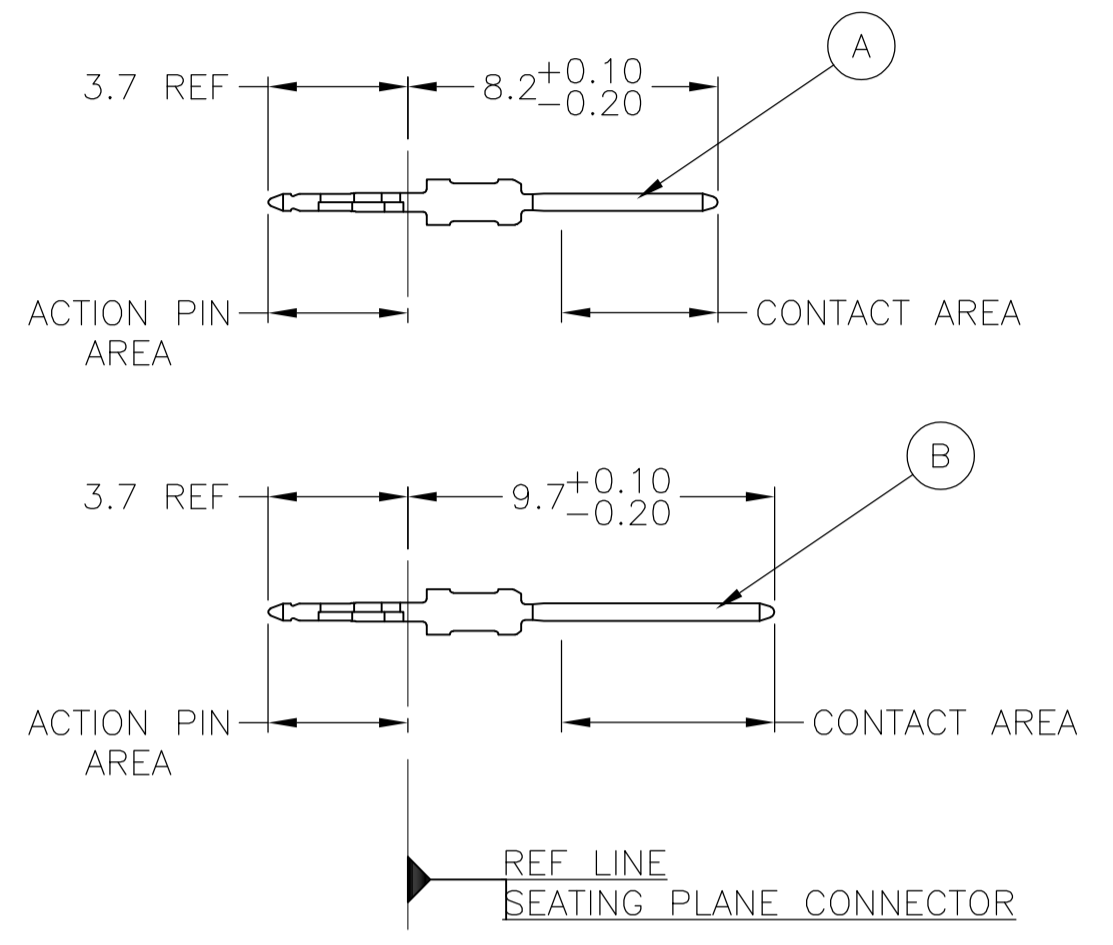 A
3.7 REF
8.2 +0.10 -0.20
ACTION PIN
AREA
CONTACT AREA
B
3.7 REF
9.7 +0.10 -0.20
ACTION PIN
AREA
CONTACT AREA
REF LINE
SEATING PLANE CONNECTOR